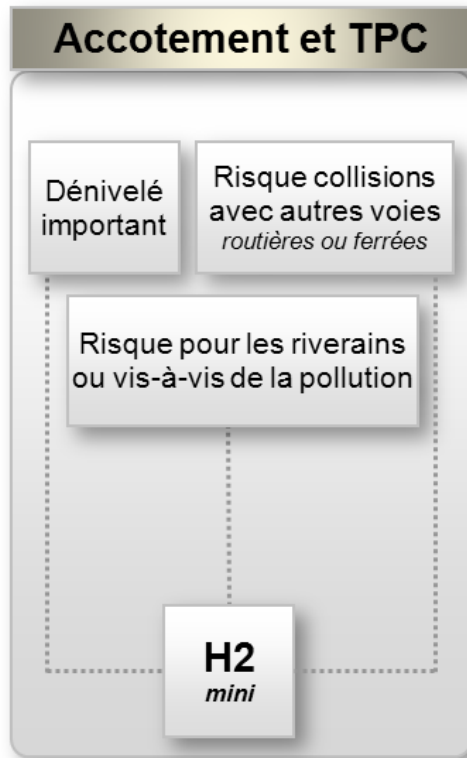 Accotement et TPC
Dénivelé
important
Risque collisions
avec autres voies
routières ou ferrées
Risque pour les riverains
ou vis-à-vis de la pollution
H2
mini